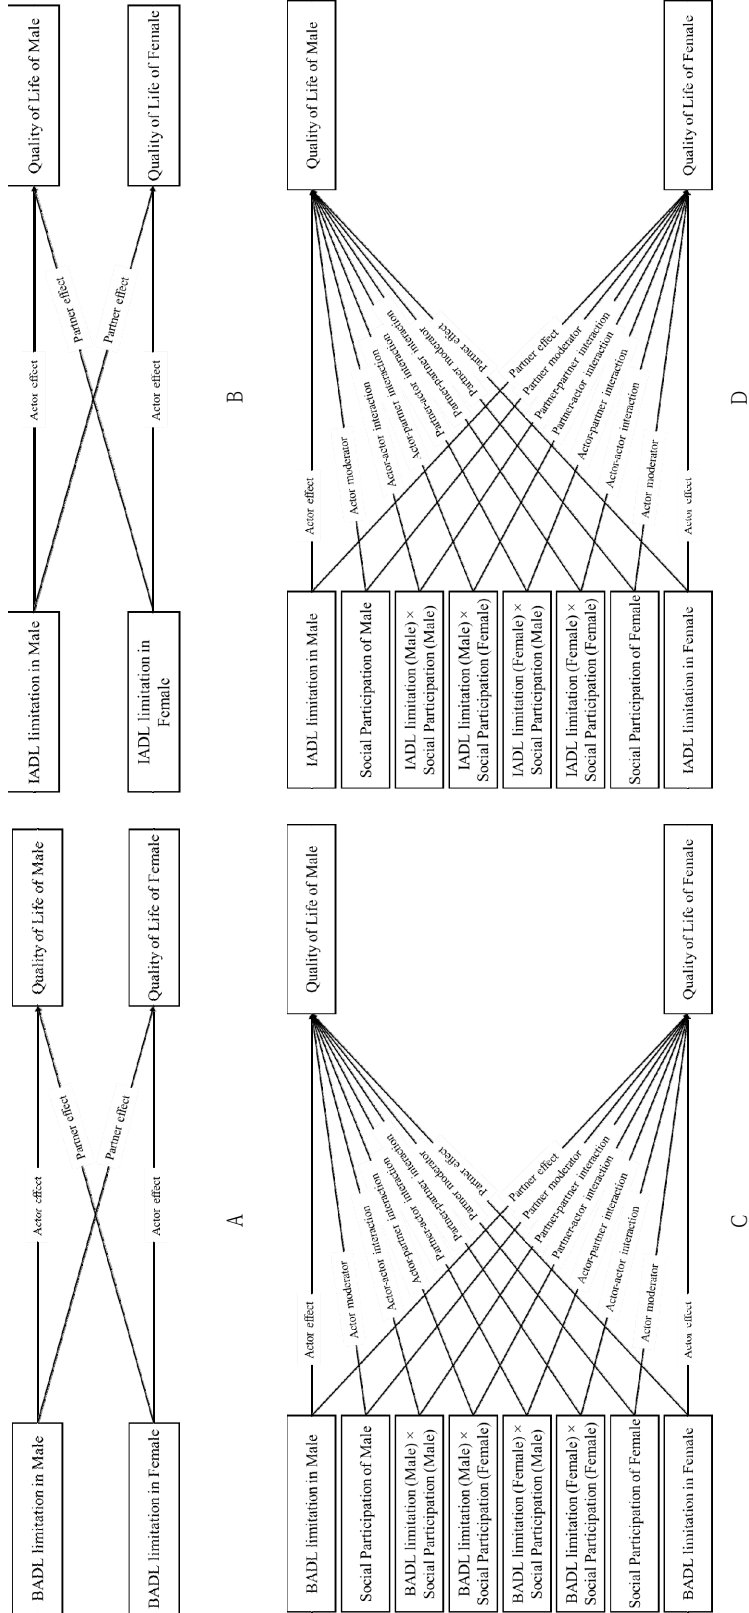 BADL limitation in Male
BADL limitation in Female
Actor effect
Partner effect
Partner effect
Actor effect
Quality of Life of Male
Quality of Life of Female
A
IADL limitation in Male
IADL limitation in
Female
Actor effect
Partner effect
Partner effect
Actor effect
Quality of Life of Male
Quality of Life of Female
B
BADL limitation in Male
Social Participation of Male
BADL limitation (Male) ×
Social Participation (Male)
BADL limitation (Male) ×
Social Participation (Female)
BADL limitation (Female) ×
Social Participation (Male)
BADL limitation (Female) ×
Social Participation (Female)
Social Participation of Female
BADL limitation in Female
Actor effect
Actor moderator
Actor-actor interaction
Actor-partner interaction
Partner-actor interaction
Partner-partner interaction
Partner moderator
Partner effect
Partner effect
Partner moderator
Partner-partner interaction
Partner-actor interaction
Actor-partner interaction
Actor-actor interaction
Actor moderator
Actor effect
Quality of Life of Male
Quality of Life of Female
C
IADL limitation in Male
Social Participation of Male
IADL limitation (Male) ×
Social Participation (Male)
IADL limitation (Male) ×
Social Participation (Female)
IADL limitation (Female) ×
Social Participation (Male)
IADL limitation (Female) ×
Social Participation (Female)
Social Participation of Female
IADL limitation in Female
Actor effect
Actor moderator
Actor-actor interaction
Actor-partner interaction
Partner-actor interaction
Partner-partner interaction
Partner moderator
Partner effect
Partner effect
Partner moderator
Partner-partner interaction
Partner-actor interaction
Actor-partner interaction
Actor-actor interaction
Actor moderator
Actor effect
Quality of Life of Male
Quality of Life of Female
D